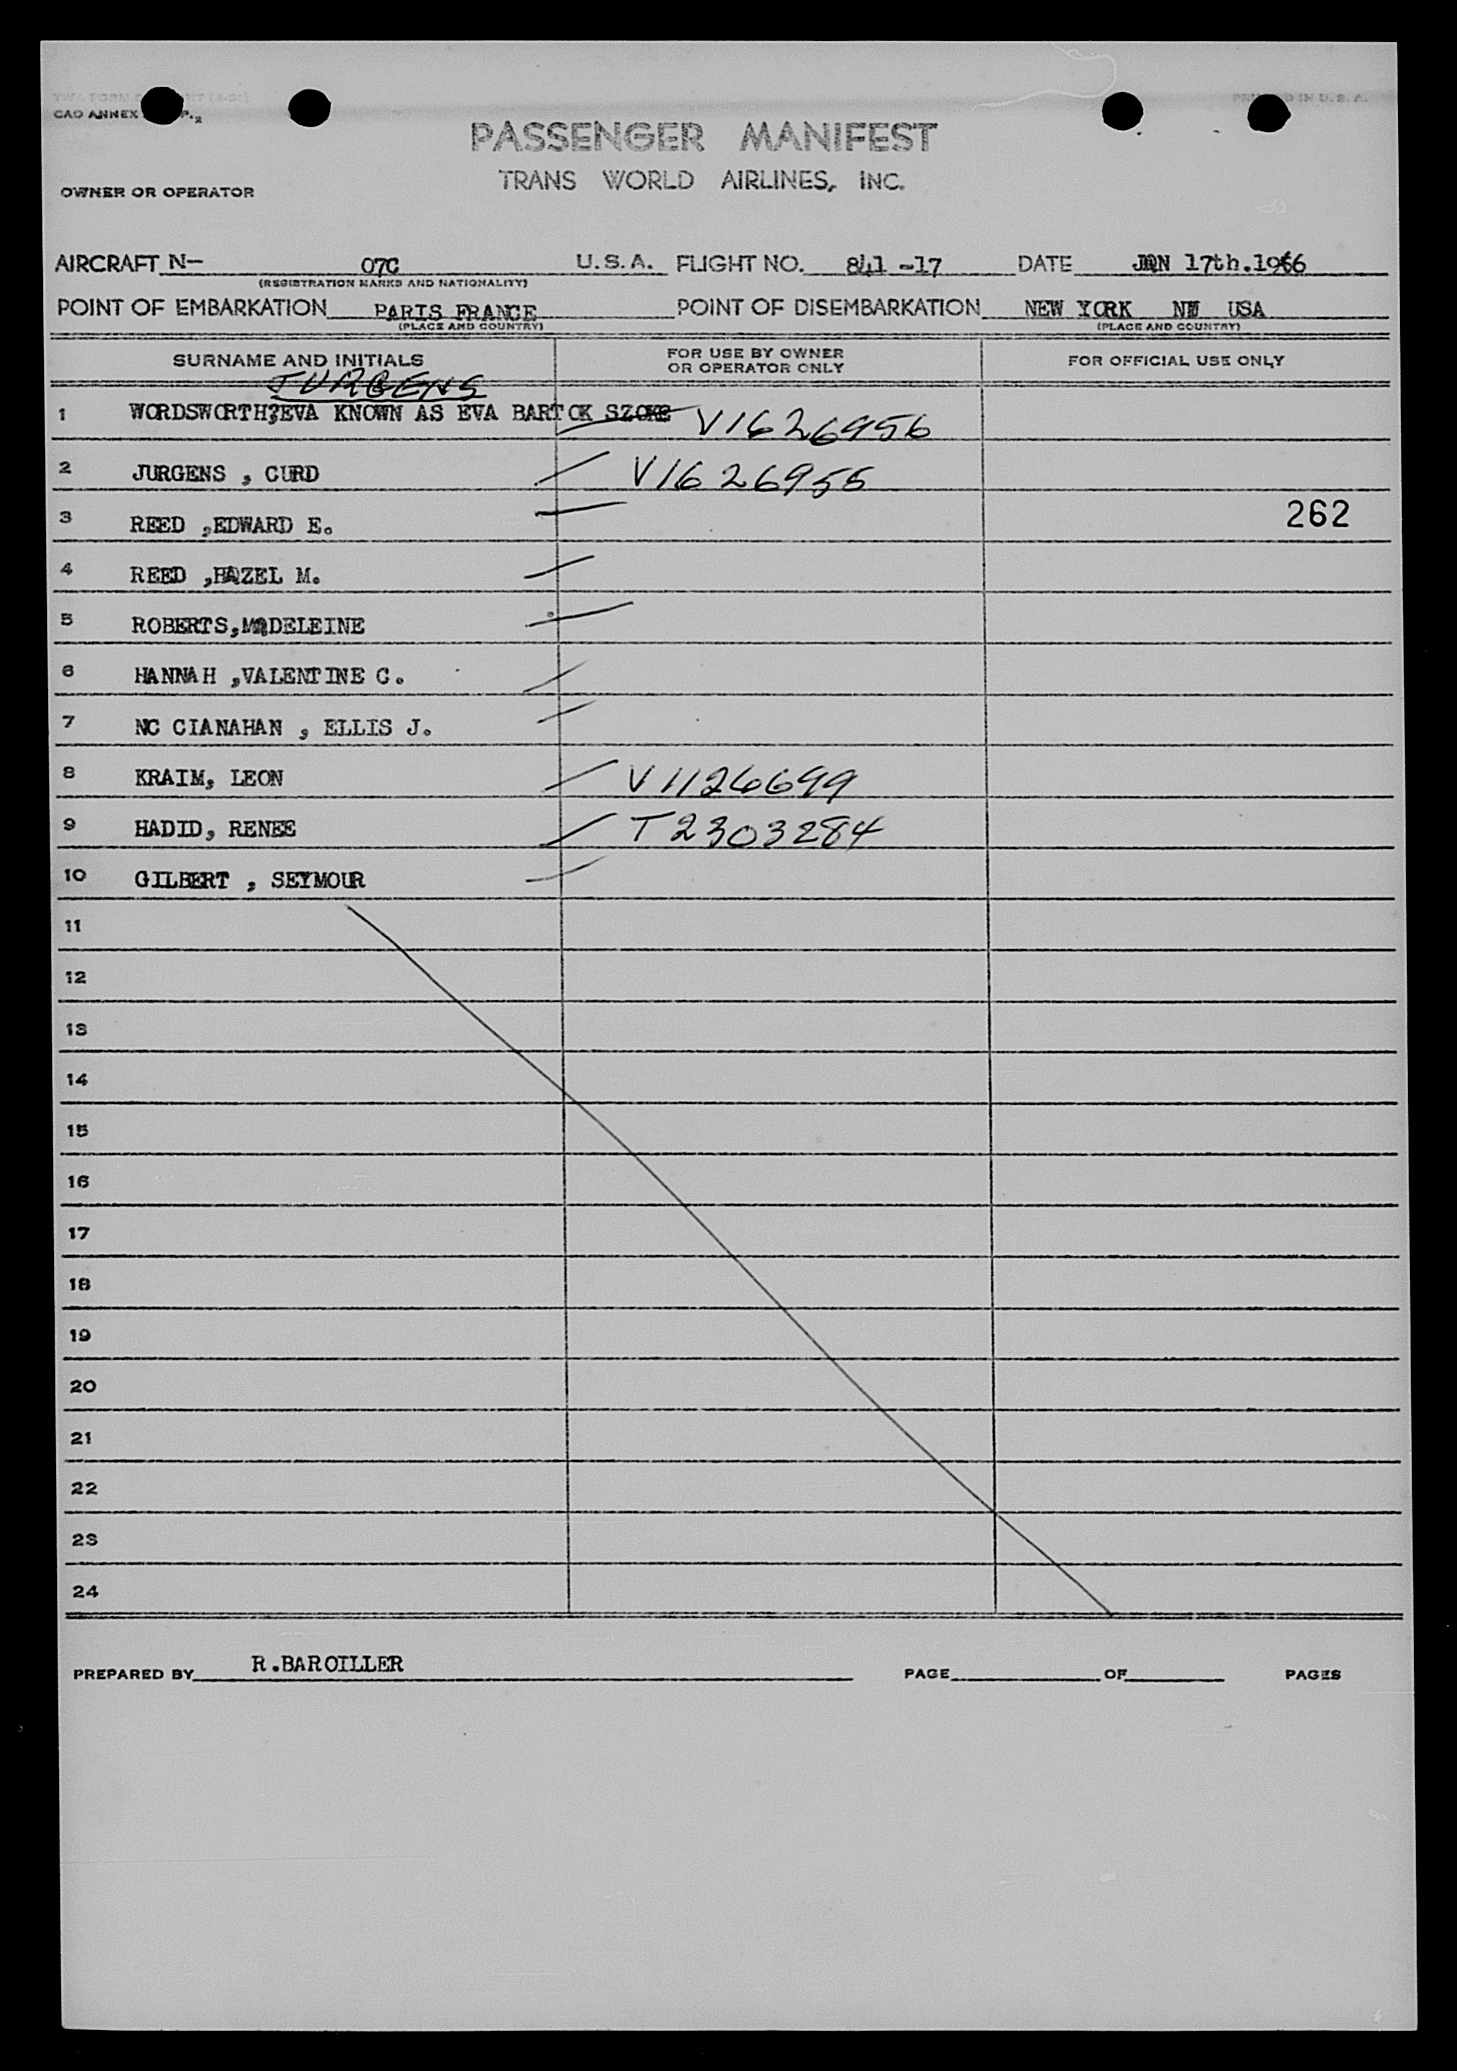 CAO ANNEX P.2
PASSENGER MANIFEST
TRANS WORLD AIRLINES, INC.
OWNER OR OPERATOR
AIRCRAFT N- 07C U.S.A. FLIGHT NO. 841 -17 DATE JAN 17th.1956
(REGISTRATION MARKS AND NATIONALITY)
POINT OF EMBARKATION PARIS FRANCE POINT OF DISEMBARKATION NEW YORK USA
(PLACE AND COUNTRY) (PLACE AND COUNTRY)
SURNAME AND INITIALS FOR USE BY OWNER OR OPERATOR ONLY FOR OFFICIAL USE ONLY
JURGENS
1 WORDSWORTH,EVA KNOWN AS EVA BARTOK SZOKE V1626956
2 JURGENS , CURD V1626955
3 REED ,EDWARD E. 262
4 REED ,HAZEL M.
5 ROBERTS,MADELEINE
6 HANNAH ,VALENTINE C.
7 NC CIANAHAN , ELLIS J.
8 KRAIM, LEON V1126699
9 HADID, RENEE T2303284
10 GILBERT , SEYMOUR
11
12
13
14
15
16
17
18
19
20
21
22
23
24
PREPARED BY R.BAROILLER PAGE OF PAGES